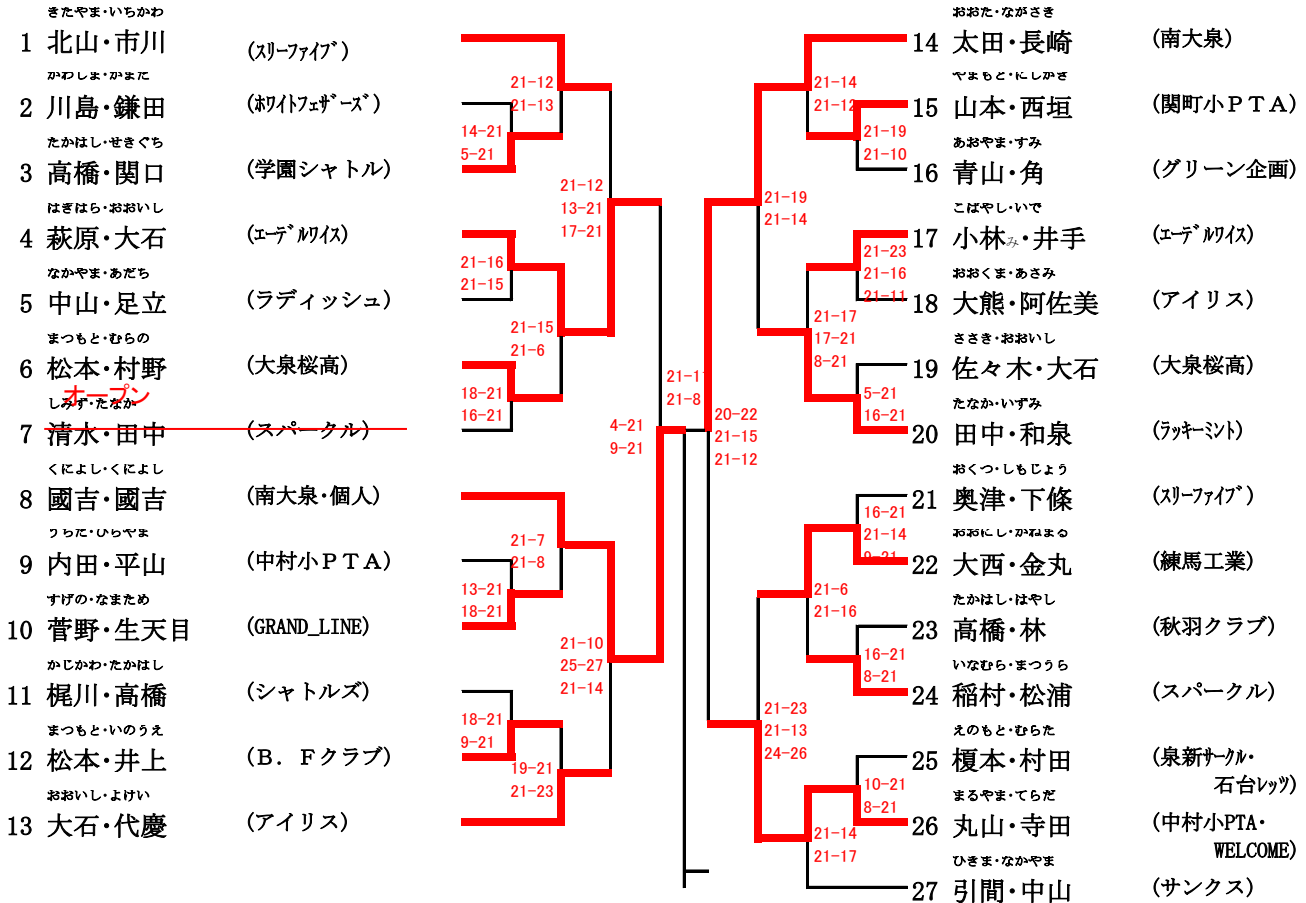 きたやま・いちかわ
1 北山・市川 (ｽﾘｰﾌｧｲﾌﾞ)
かわしま・かまた
2 川島・鎌田 (ﾎﾜｲﾄﾌｪｻﾞｰｽﾞ)
たかはし・せきぐち
3 高橋・関口 (学園シャトル)
はぎはら・おおいし
4 萩原・大石 (ｴｰﾃﾞﾙﾜｲｽ)
なかやま・あだち
5 中山・足立 (ラディッシュ)
まつもと・むらの
6 松本・村野 (大泉桜高)
オープン
しみず・たなか
7 清水・田中 (スパークル)
くによし・くによし
8 國吉・國吉 (南大泉・個人)
うちだ・ひらやま
9 内田・平山 (中村小ＰＴＡ)
すげの・なまため
10 菅野・生天目 (GRAND_LINE)
かじかわ・たかはし
11 梶川・高橋 (シャトルズ)
まつもと・いのうえ
12 松本・井上 (Ｂ．Ｆクラブ)
おおいし・よけい
13 大石・代慶 (アイリス)
21-12
21-13
14-21
5-21
21-12
13-21
17-21
21-16
21-15
21-15
21-6
18-21
16-21
4-21
9-21
21-7
21-8
13-21
18-21
21-10
25-27
21-14
18-21
9-21
19-21
21-23
21-1
21-8
20-22
21-15
21-12
21-14
21-12
21-19
21-10
21-19
21-14
21-23
21-16
21-11
21-17
17-21
8-21
5-21
16-21
16-21
21-14
9-21
21-6
21-16
16-21
8-21
21-23
21-13
24-26
10-21
8-21
21-14
21-17
おおた・ながさき
14 太田・長崎 (南大泉)
やまもと・にしがき
15 山本・西垣 (関町小ＰＴＡ)
あおやま・すみ
16 青山・角 (グリーン企画)
こばやし・いで
17 小林み・井手 (ｴｰﾃﾞﾙﾜｲｽ)
おおくま・あさみ
18 大熊・阿佐美 (アイリス)
ささき・おおいし
19 佐々木・大石 (大泉桜高)
たなか・いずみ
20 田中・和泉 (ﾗｯｷｰﾐﾝﾄ)
おくつ・しもじょう
21 奥津・下條 (ｽﾘｰﾌｧｲﾌﾞ)
おおにし・かねまる
22 大西・金丸 (練馬工業)
たかはし・はやし
23 高橋・林 (秋羽クラブ)
いなむら・まつうら
24 稲村・松浦 (スパークル)
えのもと・むらた
25 榎本・村田 (泉新ｻｰｸﾙ・
石台ﾚｯﾂ)
まるやま・てらだ
26 丸山・寺田 (中村小PTA・
WELCOME)
ひきま・なかやま
27 引間・中山 (サンクス)